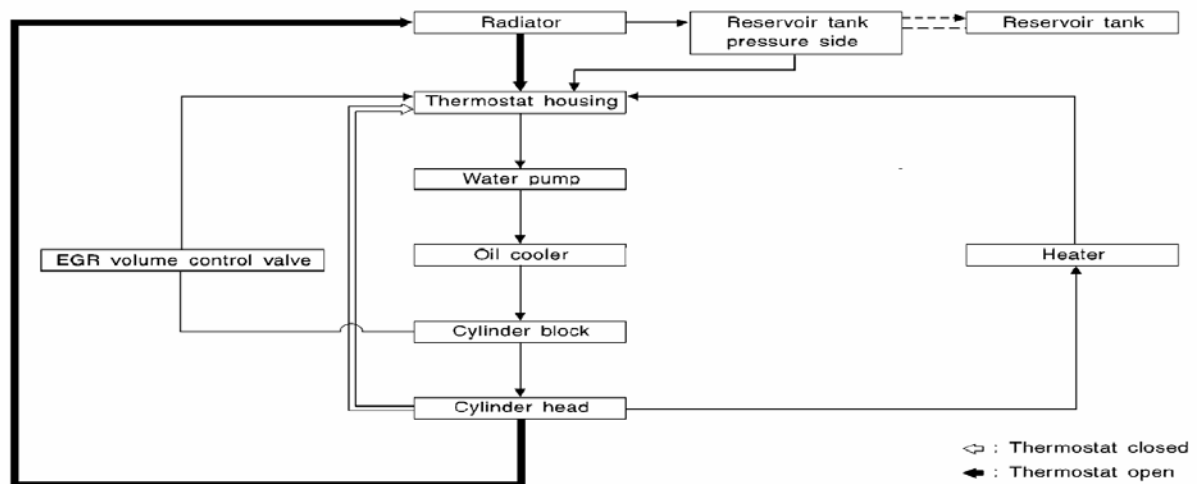 Radiator
Reservoir tank
pressure side
Reservoir tank
Thermostat housing
Water pump
EGR volume control valve
Oil cooler
Heater
Cylinder block
Cylinder head
⇦ : Thermostat closed
⬅ : Thermostat open